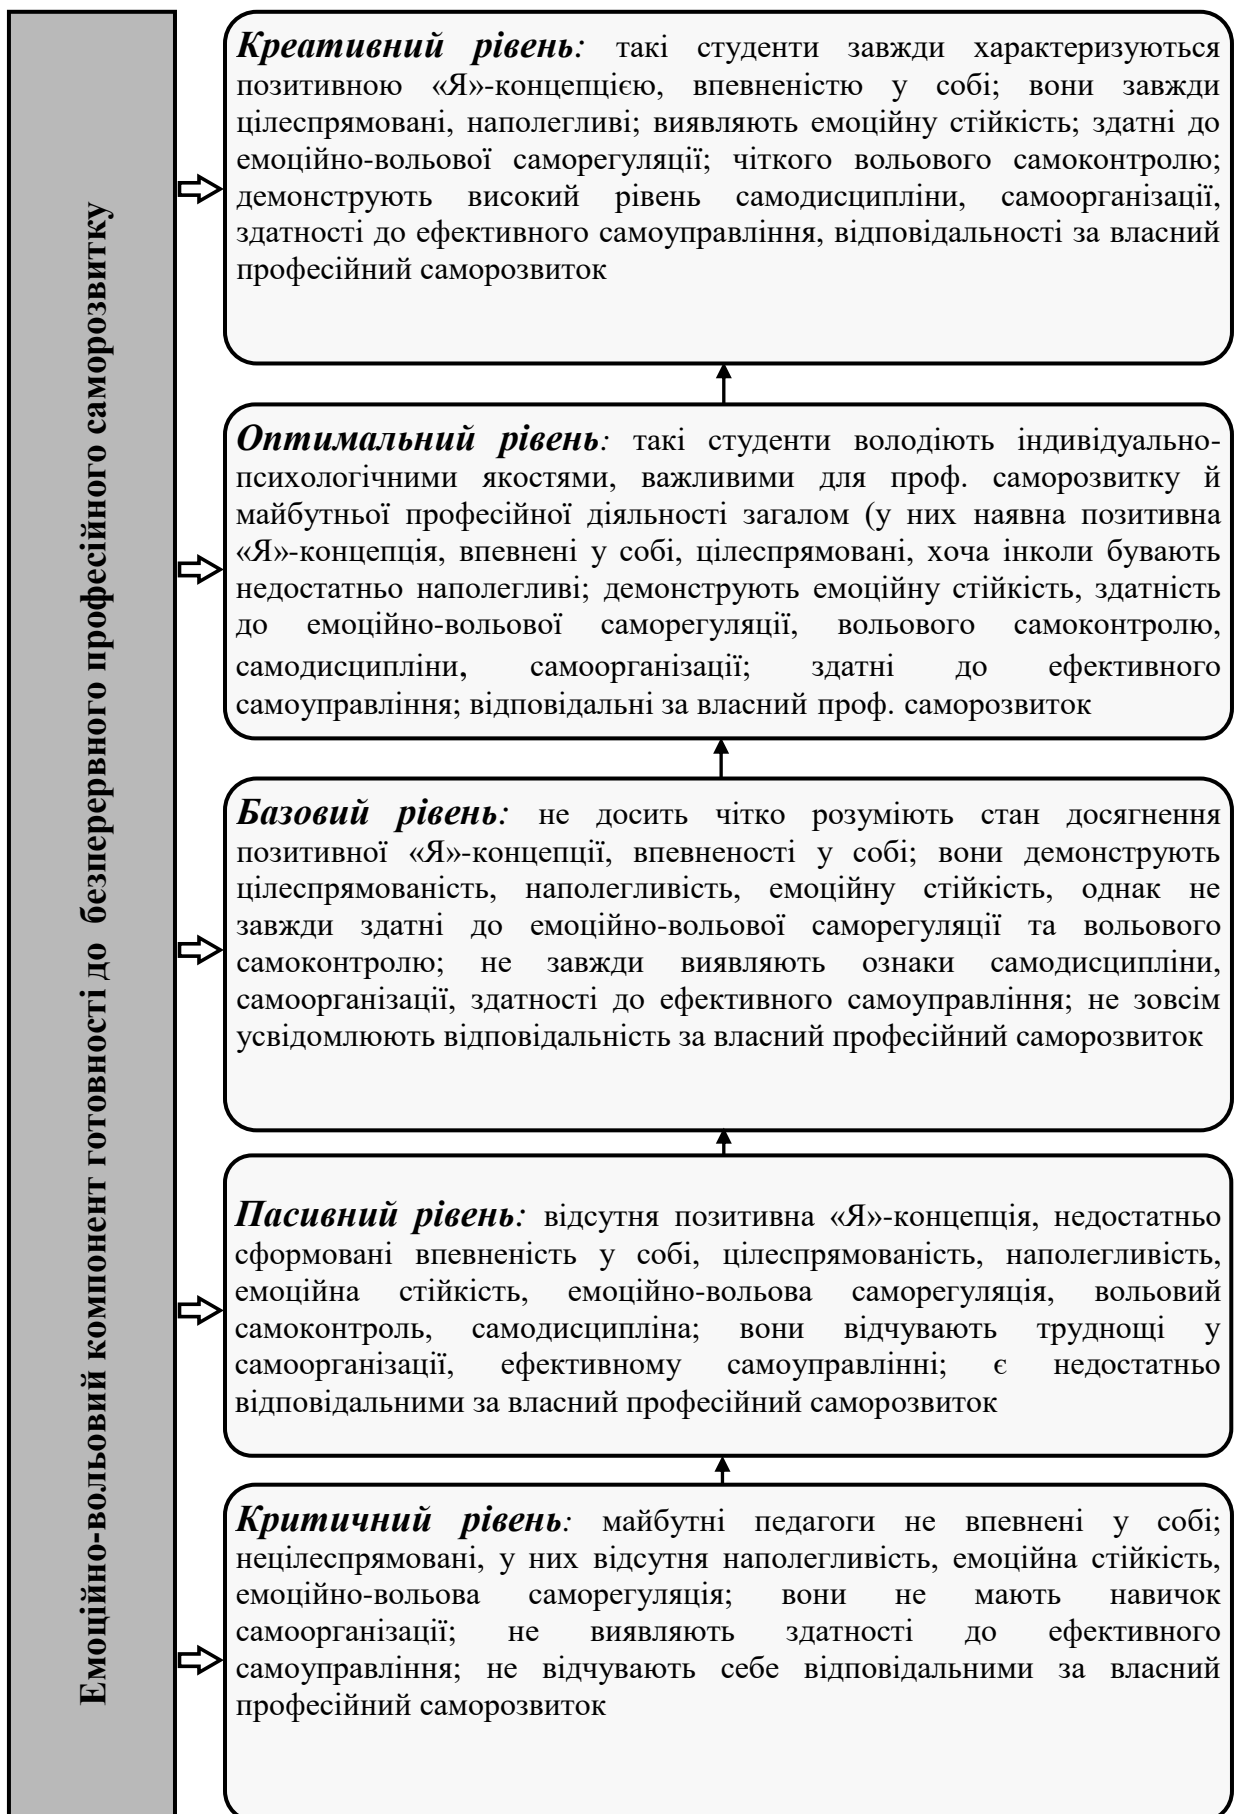 Емоційно-вольовий компонент готовності до безперервного професійного саморозвитку
Креативний рівень: такі студенти завжди характеризуються
позитивною «Я»-концепцією, впевненістю у собі; вони завжди
цілеспрямовані, наполегливі; виявляють емоційну стійкість; здатні до
емоційно-вольової саморегуляції; чіткого вольового самоконтролю;
демонструють високий рівень самодисципліни, самоорганізації,
здатності до ефективного самоуправління, відповідальності за власний
професійний саморозвиток
Оптимальний рівень: такі студенти володіють індивідуально-
психологічними якостями, важливими для проф. саморозвитку й
майбутньої професійної діяльності загалом (у них наявна позитивна
«Я»-концепція, впевнені у собі, цілеспрямовані, хоча інколи бувають
недостатньо наполегливі; демонструють емоційну стійкість, здатність
до емоційно-вольової саморегуляції, вольового самоконтролю,
самодисципліни, самоорганізації; здатні до ефективного
самоуправління; відповідальні за власний проф. саморозвиток
Базовий рівень: не досить чітко розуміють стан досягнення
позитивної «Я»-концепції, впевненості у собі; вони демонструють
цілеспрямованість, наполегливість, емоційну стійкість, однак не
завжди здатні до емоційно-вольової саморегуляції та вольового
самоконтролю; не завжди виявляють ознаки самодисципліни,
самоорганізації, здатності до ефективного самоуправління; не зовсім
усвідомлюють відповідальність за власний професійний саморозвиток
Пасивний рівень: відсутня позитивна «Я»-концепція, недостатньо
сформовані впевненість у собі, цілеспрямованість, наполегливість,
емоційна стійкість, емоційно-вольова саморегуляція, вольовий
самоконтроль, самодисципліна; вони відчувають труднощі у
самоорганізації, ефективному самоуправлінні; є недостатньо
відповідальними за власний професійний саморозвиток
Критичний рівень: майбутні педагоги не впевнені у собі;
нецілеспрямовані, у них відсутня наполегливість, емоційна стійкість,
емоційно-вольова саморегуляція; вони не мають навичок
самоорганізації; не виявляють здатності до ефективного
самоуправління; не відчувають себе відповідальними за власний
професійний саморозвиток